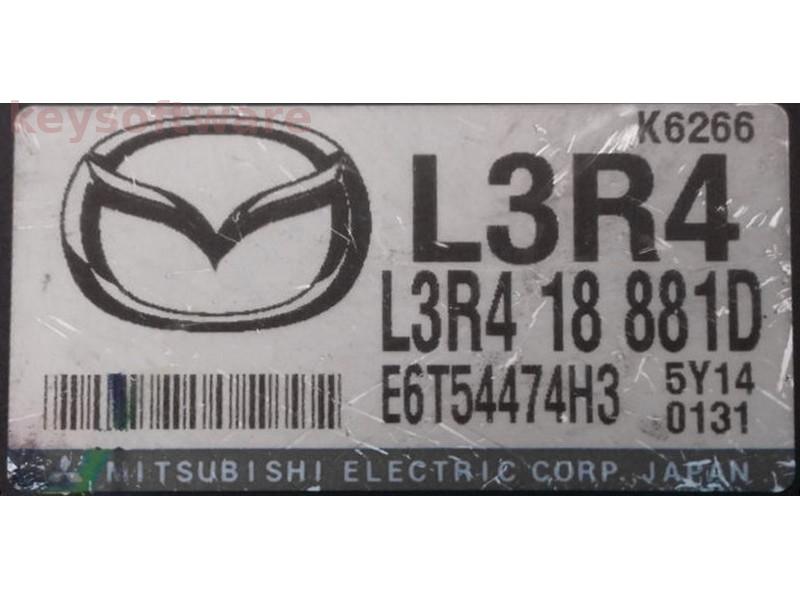 keysoftware
K6266
L3R4
L3R4 18 881D
E6T54474H3 5Y14
0131
MITSUBISHI ELECTRIC CORP. JAPAN